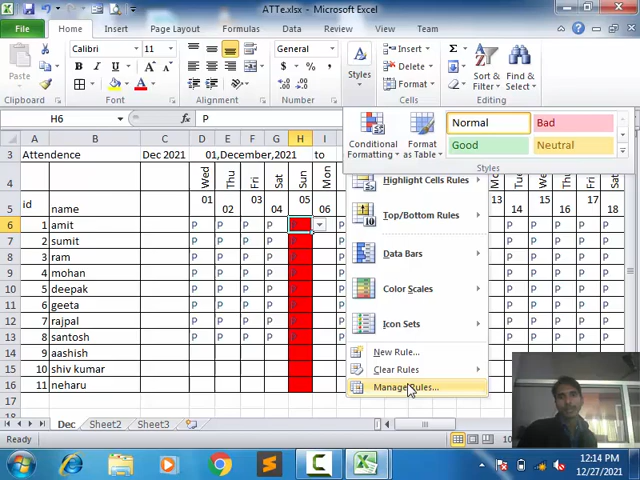 ATTe.xlsx - Microsoft Excel
File Home Insert Page Layout Formulas Data Review View Team
Calibri 11 General Insert Σ
Paste B I U A Styles Delete Sort & Find &
$ % , Format Filter Select
Clipboard Font Alignment Number Cells Editing
H6 fx P
Conditional Format Normal Bad
Formatting as Table Good Neutral
Styles
A B C D E F G H I
3 Attendence Dec 2021 01,December,2021 to
4 Wed Thu Fri Sat Sun Mon
5 id name 01 02 03 04 05 06 13 14 15 16 17 18
6 1 amit P P P P P P P P P P P P
7 2 sumit P P P P P P P P P P P P
8 3 ram P P P P P P P P P P P P
9 4 mohan P P P P P P P P P P P P
10 5 deepak P P P P P P P P P P P P
11 6 geeta P P P P P P P P P P P P
12 7 rajpal P P P P P P P P P P P P
13 8 santosh P P P P P P P P P P P P
14 9 aashish
15 10 shiv kumar
16 11 neharu
17
Highlight Cells Rules
Top/Bottom Rules
Data Bars
Color Scales
Icon Sets
New Rule...
Clear Rules
Manage Rules...
Dec Sheet2 Sheet3
Ready
12:14 PM
12/27/2021